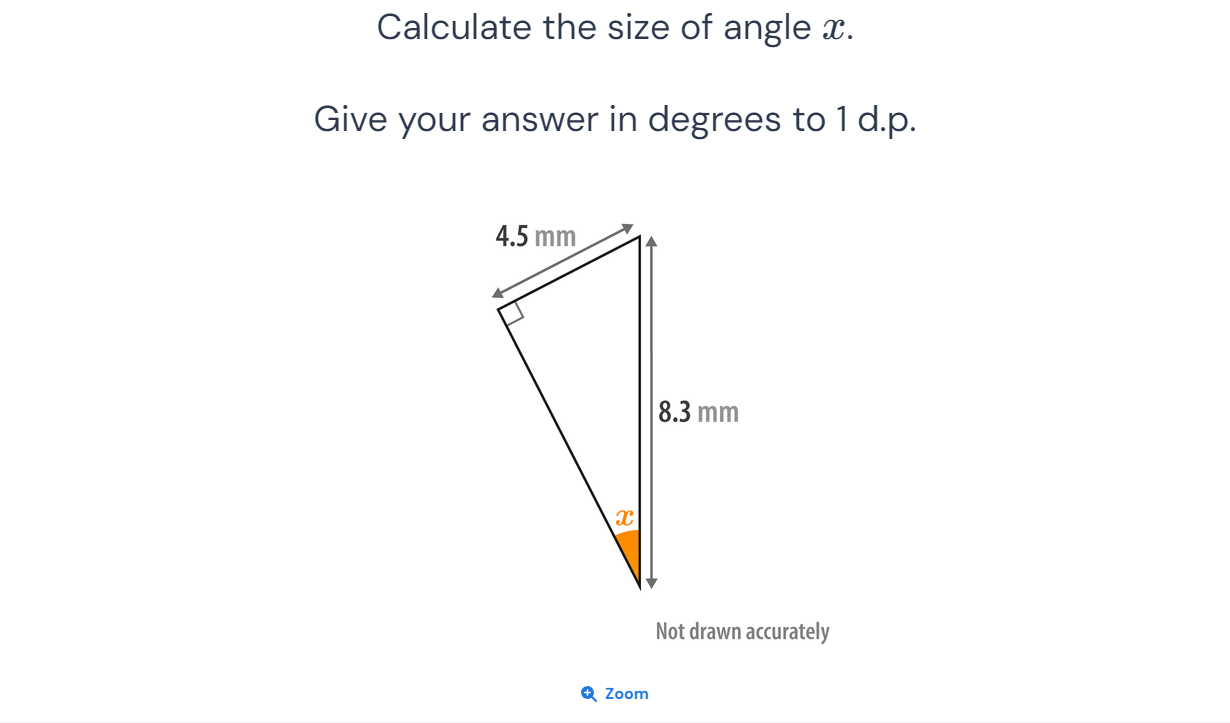 Calculate the size of angle x.
Give your answer in degrees to 1 d.p.
4.5 mm
8.3 mm
x
Not drawn accurately
Zoom